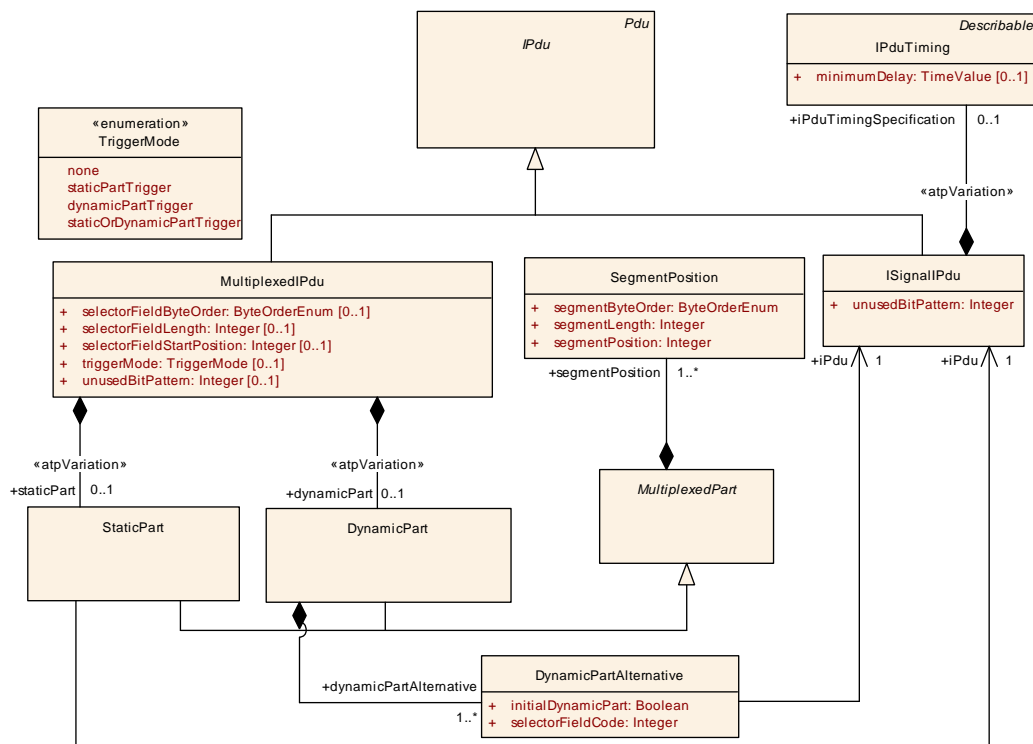 Pdu
IPdu
Describable
IPduTiming
+ minimumDelay: TimeValue [0..1]
+iPduTimingSpecification 0..1
«enumeration»
TriggerMode
none
staticPartTrigger
dynamicPartTrigger
staticOrDynamicPartTrigger
«atpVariation»
MultiplexedIPdu
+ selectorFieldByteOrder: ByteOrderEnum [0..1]
+ selectorFieldLength: Integer [0..1]
+ selectorFieldStartPosition: Integer [0..1]
+ triggerMode: TriggerMode [0..1]
+ unusedBitPattern: Integer [0..1]
SegmentPosition
+ segmentByteOrder: ByteOrderEnum
+ segmentLength: Integer
+ segmentPosition: Integer
ISignalIPdu
+ unusedBitPattern: Integer
+segmentPosition 1..*
+iPdu 1
+iPdu 1
«atpVariation»
+staticPart 0..1
«atpVariation»
+dynamicPart 0..1
MultiplexedPart
StaticPart
DynamicPart
+dynamicPartAlternative
1..*
DynamicPartAlternative
+ initialDynamicPart: Boolean
+ selectorFieldCode: Integer